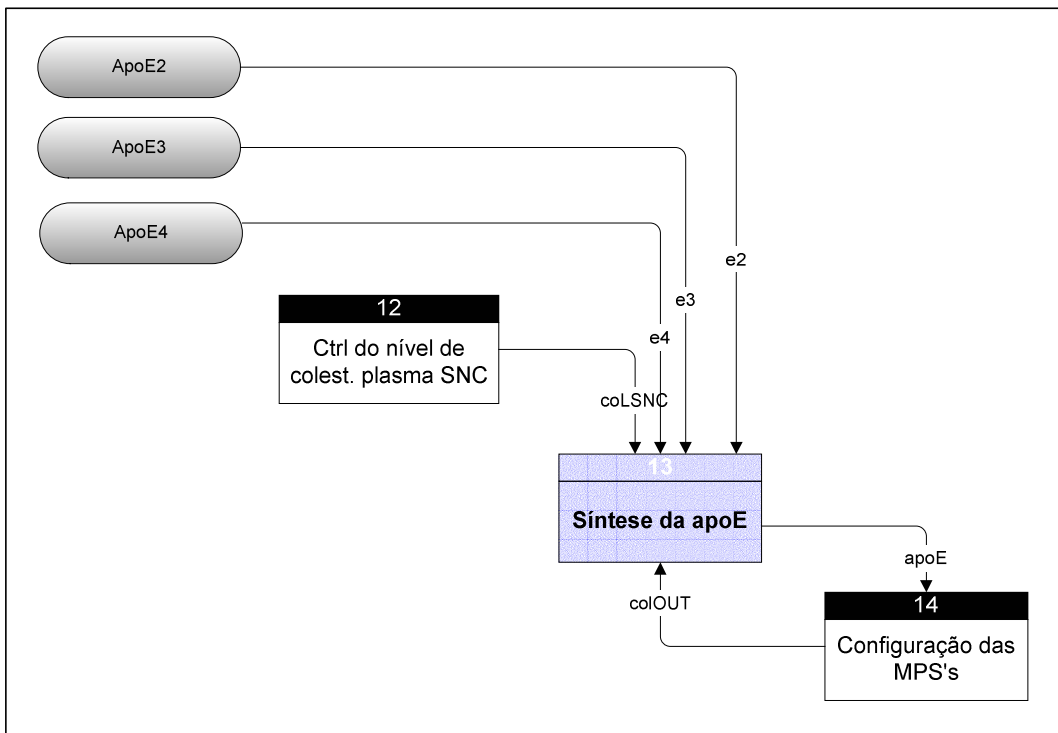 ApoE2
ApoE3
ApoE4
e2
e3
e4
12
Ctrl do nível de
colest. plasma SNC
coLSNC
13
Síntese da apoE
apoE
colOUT
14
Configuração das
MPS's